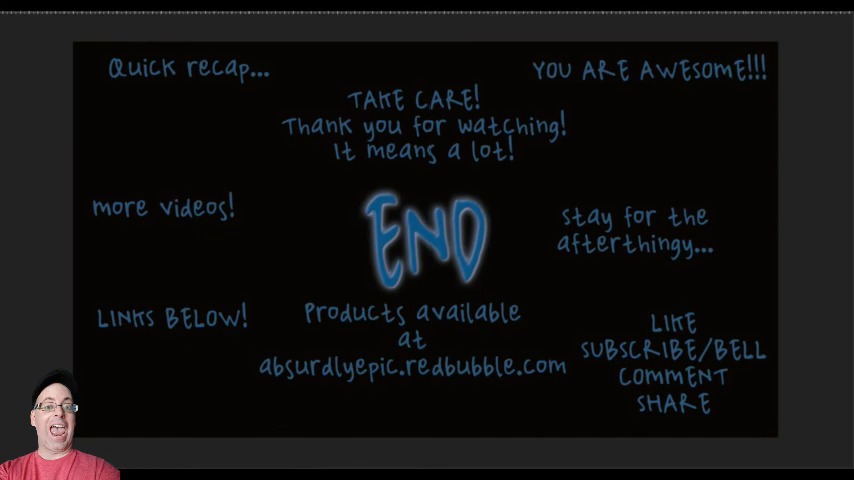 Quick recap...
YOU ARE AWESOME!!!
TAKE CARE!
Thank you for watching!
It means a lot!
more videos!
END
stay for the
afterthingy...
LINKS BELOW!
Products available
at
absurdlyepic.redbubble.com
LIKE
SUBSCRIBE/BELL
COMMENT
SHARE